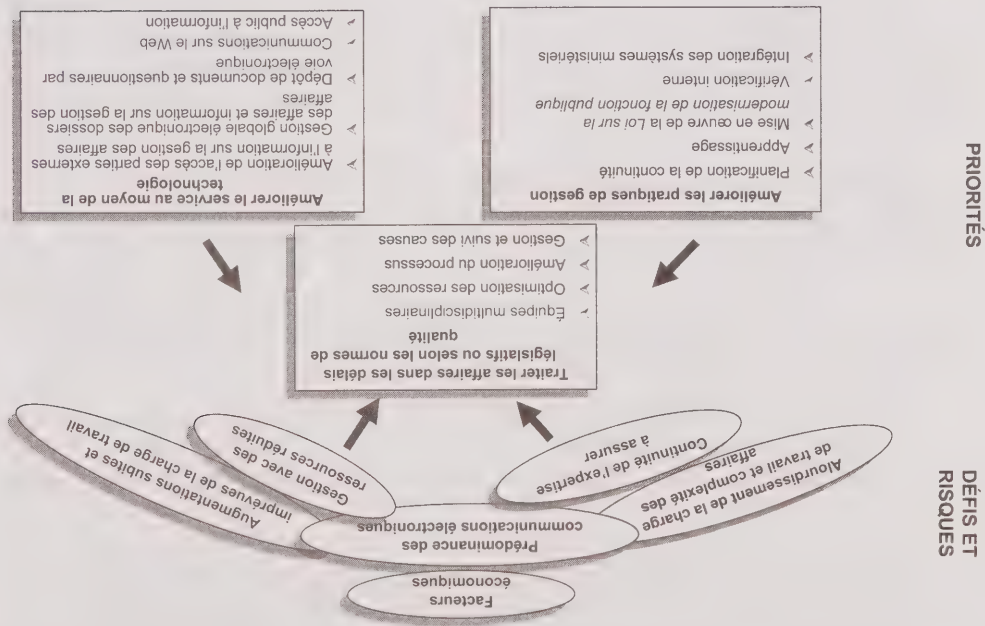 DÉFIS ET
RISQUES
Facteurs
économiques
Prédominance des
communications électroniques
Alourdissement de la charge
de travail et complexité des
affaires
Continuité de l'expertise
à assurer
Gestion avec des
ressources réduites
Augmentations subites et
imprévues de la charge de travail
PRIORITÉS
Traiter les affaires dans les délais
législatifs ou selon les normes de
qualité
➢ Équipes multidisciplinaires
➢ Optimisation des ressources
➢ Amélioration du processus
➢ Gestion et suivi des causes
Améliorer les pratiques de gestion
➢ Planification de la continuité
➢ Apprentissage
➢ Mise en œuvre de la Loi sur la
modernisation de la fonction publique
➢ Vérification interne
➢ Intégration des systèmes ministériels
Améliorer le service au moyen de la
technologie
➢ Amélioration de l'accès des parties externes
à l'information sur la gestion des affaires
➢ Gestion globale électronique des dossiers
des affaires et information sur la gestion des
affaires
➢ Dépôt de documents et questionnaires par
voie électronique
➢ Communications sur le Web
➢ Accès public à l'information